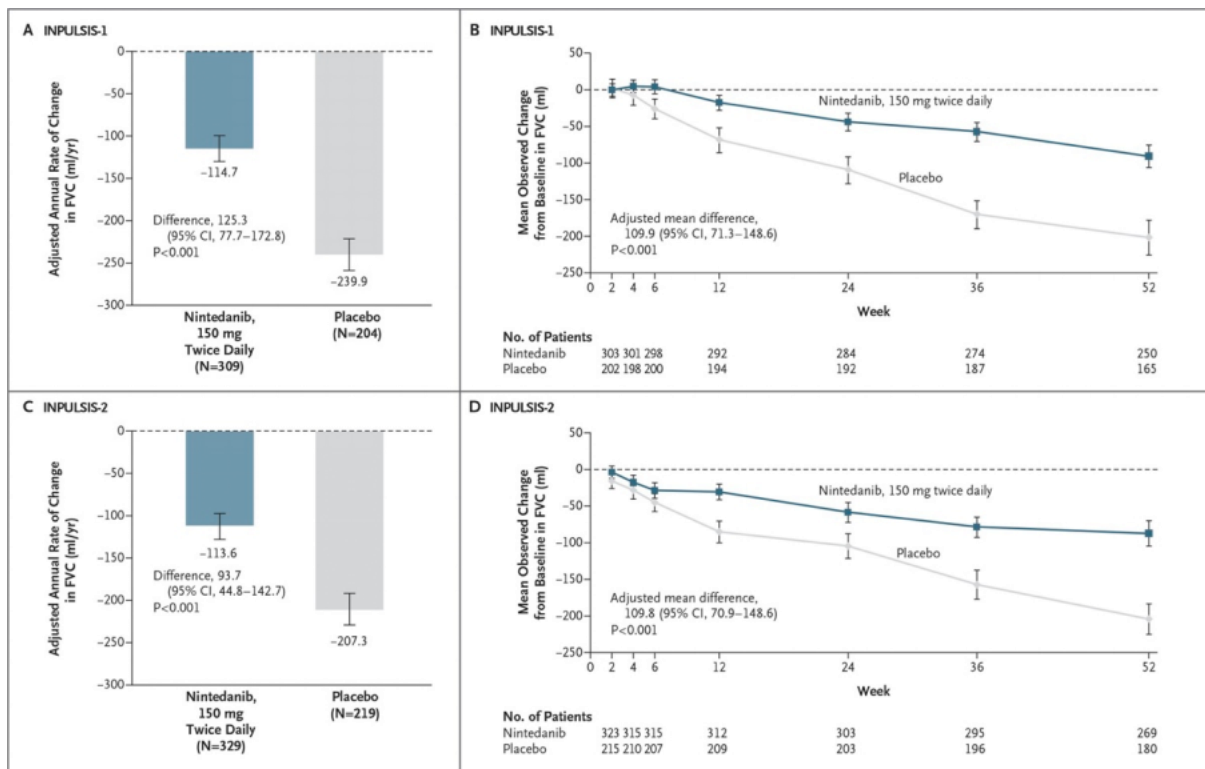 A INPULSIS-1
Adjusted Annual Rate of Change
in FVC (ml/yr)
0
−50
−100
−150
−200
−250
−300
−114.7
−239.9
Difference, 125.3
(95% CI, 77.7–172.8)
P<0.001
Nintedanib,
150 mg
Twice Daily
(N=309)
Placebo
(N=204)
B INPULSIS-1
Mean Observed Change
from Baseline in FVC (ml)
50
0
−50
−100
−150
−200
−250
Nintedanib, 150 mg twice daily
Placebo
Adjusted mean difference,
109.9 (95% CI, 71.3–148.6)
P<0.001
0 2 4 6 12 24 36 52
Week
No. of Patients
Nintedanib 303 301 298 292 284 274 250
Placebo 202 198 200 194 192 187 165
C INPULSIS-2
Adjusted Annual Rate of Change
in FVC (ml/yr)
0
−50
−100
−150
−200
−250
−300
−113.6
−207.3
Difference, 93.7
(95% CI, 44.8–142.7)
P<0.001
Nintedanib,
150 mg
Twice Daily
(N=329)
Placebo
(N=219)
D INPULSIS-2
Mean Observed Change
from Baseline in FVC (ml)
50
0
−50
−100
−150
−200
−250
Nintedanib, 150 mg twice daily
Placebo
Adjusted mean difference,
109.8 (95% CI, 70.9–148.6)
P<0.001
0 2 4 6 12 24 36 52
Week
No. of Patients
Nintedanib 323 315 315 312 303 295 269
Placebo 215 210 207 209 203 196 180